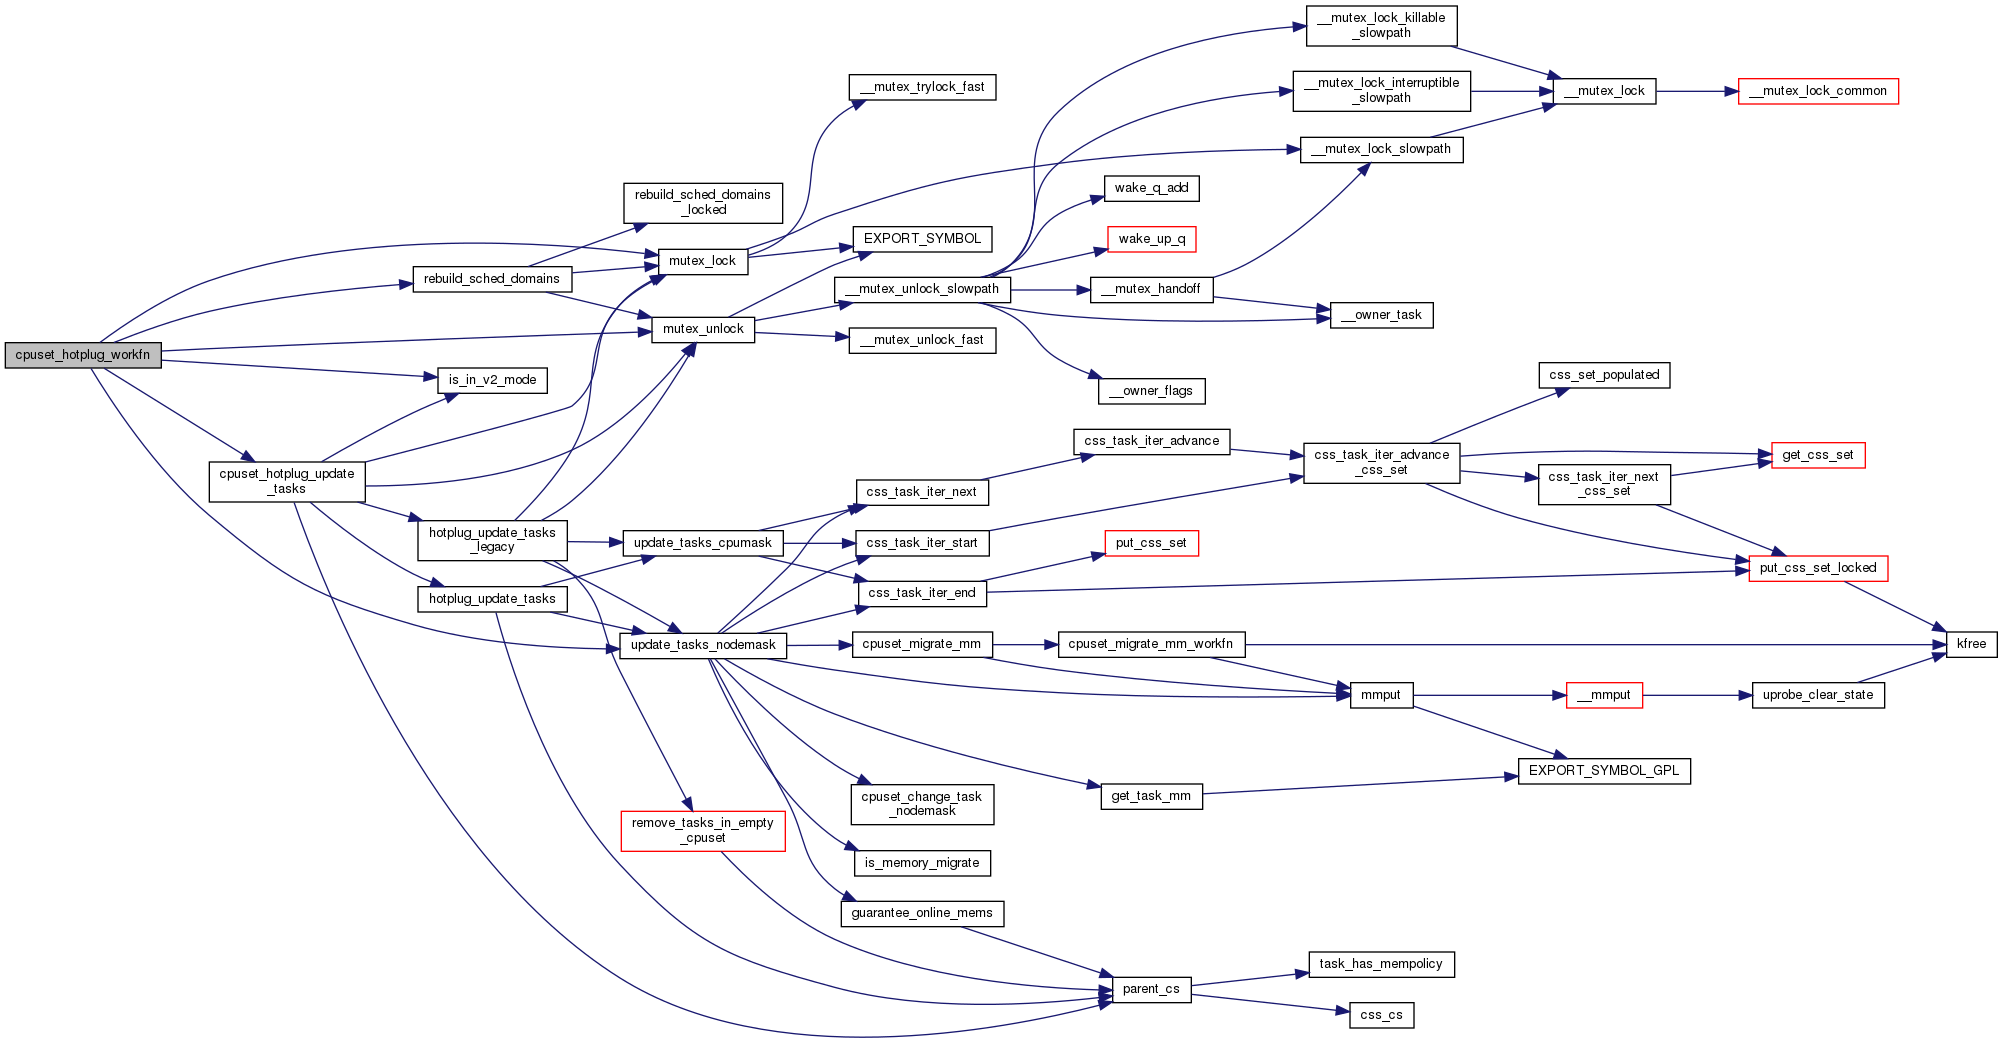 __mutex_lock_killable
_slowpath
__mutex_trylock_fast
__mutex_lock_interruptible
_slowpath
__mutex_lock
__mutex_lock_common
__mutex_lock_slowpath
rebuild_sched_domains
_locked
wake_q_add
EXPORT_SYMBOL
wake_up_q
mutex_lock
rebuild_sched_domains
__mutex_unlock_slowpath
__mutex_handoff
__owner_task
mutex_unlock
__mutex_unlock_fast
cpuset_hotplug_workfn
is_in_v2_mode
__owner_flags
css_set_populated
css_task_iter_advance
css_task_iter_advance
_css_set
get_css_set
cpuset_hotplug_update
_tasks
css_task_iter_next
css_task_iter_next
_css_set
hotplug_update_tasks
_legacy
update_tasks_cpumask
css_task_iter_start
put_css_set
put_css_set_locked
hotplug_update_tasks
css_task_iter_end
update_tasks_nodemask
cpuset_migrate_mm
cpuset_migrate_mm_workfn
kfree
mmput
__mmput
uprobe_clear_state
EXPORT_SYMBOL_GPL
cpuset_change_task
_nodemask
get_task_mm
remove_tasks_in_empty
_cpuset
is_memory_migrate
guarantee_online_mems
task_has_mempolicy
parent_cs
css_cs